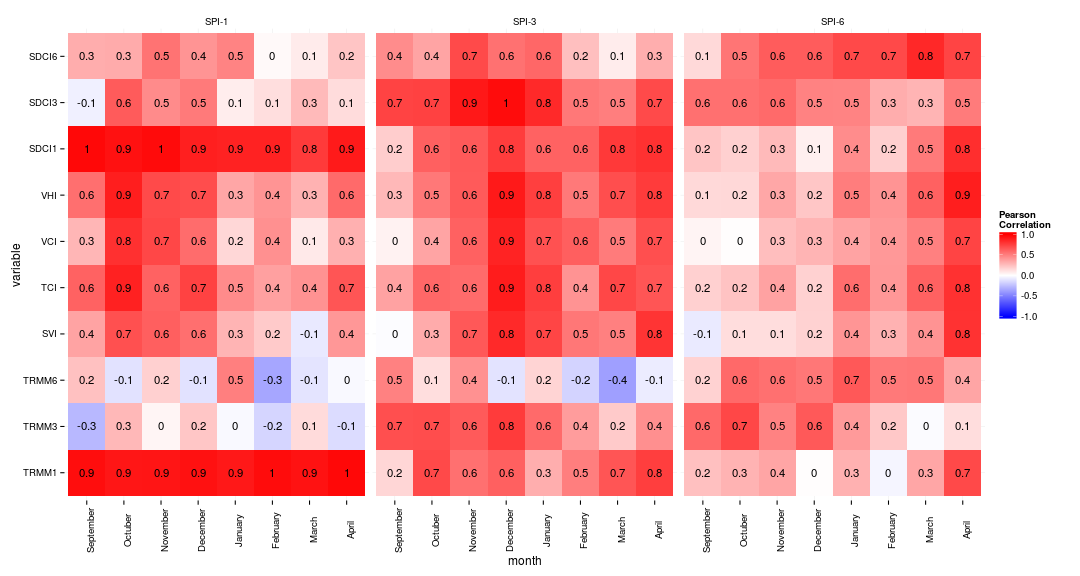 SPI-1 SPI-3 SPI-6
SDCI6 0.3 0.3 0.5 0.4 0.5 0 0.1 0.2 0.4 0.4 0.7 0.6 0.6 0.2 0.1 0.3 0.1 0.5 0.6 0.6 0.7 0.7 0.8 0.7
SDCI3 -0.1 0.6 0.5 0.5 0.1 0.1 0.3 0.1 0.7 0.7 0.9 1 0.8 0.5 0.5 0.7 0.6 0.6 0.6 0.5 0.5 0.3 0.3 0.5
SDCI1 1 0.9 1 0.9 0.9 0.9 0.8 0.9 0.2 0.6 0.6 0.8 0.6 0.6 0.8 0.8 0.2 0.2 0.3 0.1 0.4 0.2 0.5 0.8
VHI 0.6 0.9 0.7 0.7 0.3 0.4 0.3 0.6 0.3 0.5 0.6 0.9 0.8 0.5 0.7 0.8 0.1 0.2 0.3 0.2 0.5 0.4 0.6 0.9
VCI 0.3 0.8 0.7 0.6 0.2 0.4 0.1 0.3 0 0.4 0.6 0.9 0.7 0.6 0.5 0.7 0 0 0.3 0.3 0.4 0.4 0.5 0.7
TCI 0.6 0.9 0.6 0.7 0.5 0.4 0.4 0.7 0.4 0.6 0.6 0.9 0.8 0.4 0.7 0.7 0.2 0.2 0.4 0.2 0.6 0.4 0.6 0.8
SVI 0.4 0.7 0.6 0.6 0.3 0.2 -0.1 0.4 0 0.3 0.7 0.8 0.7 0.5 0.5 0.8 -0.1 0.1 0.1 0.2 0.4 0.3 0.4 0.8
TRMM6 0.2 -0.1 0.2 -0.1 0.5 -0.3 -0.1 0 0.5 0.1 0.4 -0.1 0.2 -0.2 -0.4 -0.1 0.2 0.6 0.6 0.5 0.7 0.5 0.5 0.4
TRMM3 -0.3 0.3 0 0.2 0 -0.2 0.1 -0.1 0.7 0.7 0.6 0.8 0.6 0.4 0.2 0.4 0.6 0.7 0.5 0.6 0.4 0.2 0 0.1
TRMM1 0.9 0.9 0.9 0.9 0.9 1 0.9 1 0.2 0.7 0.6 0.6 0.3 0.5 0.7 0.8 0.2 0.3 0.4 0 0.3 0 0.3 0.7
September Octuber November December January February March April September Octuber November December January February March April September Octuber November December January February March April
month
variable
Pearson
Correlation
1.0
0.5
0.0
-0.5
-1.0